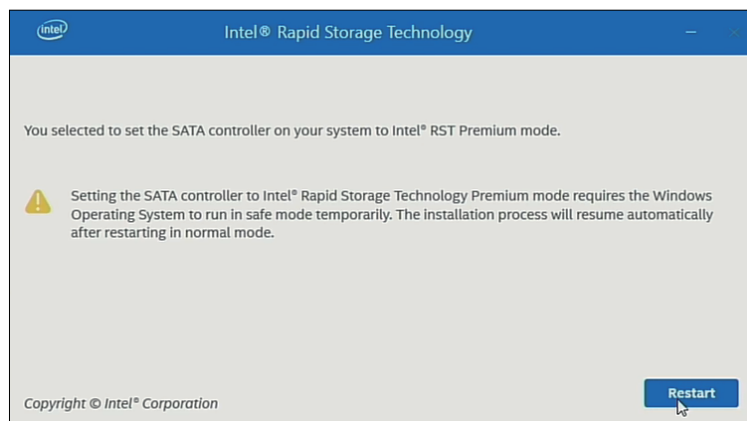 intel
Intel® Rapid Storage Technology
You selected to set the SATA controller on your system to Intel® RST Premium mode.
Setting the SATA controller to Intel® Rapid Storage Technology Premium mode requires the Windows
Operating System to run in safe mode temporarily. The installation process will resume automatically
after restarting in normal mode.
Restart
Copyright © Intel® Corporation